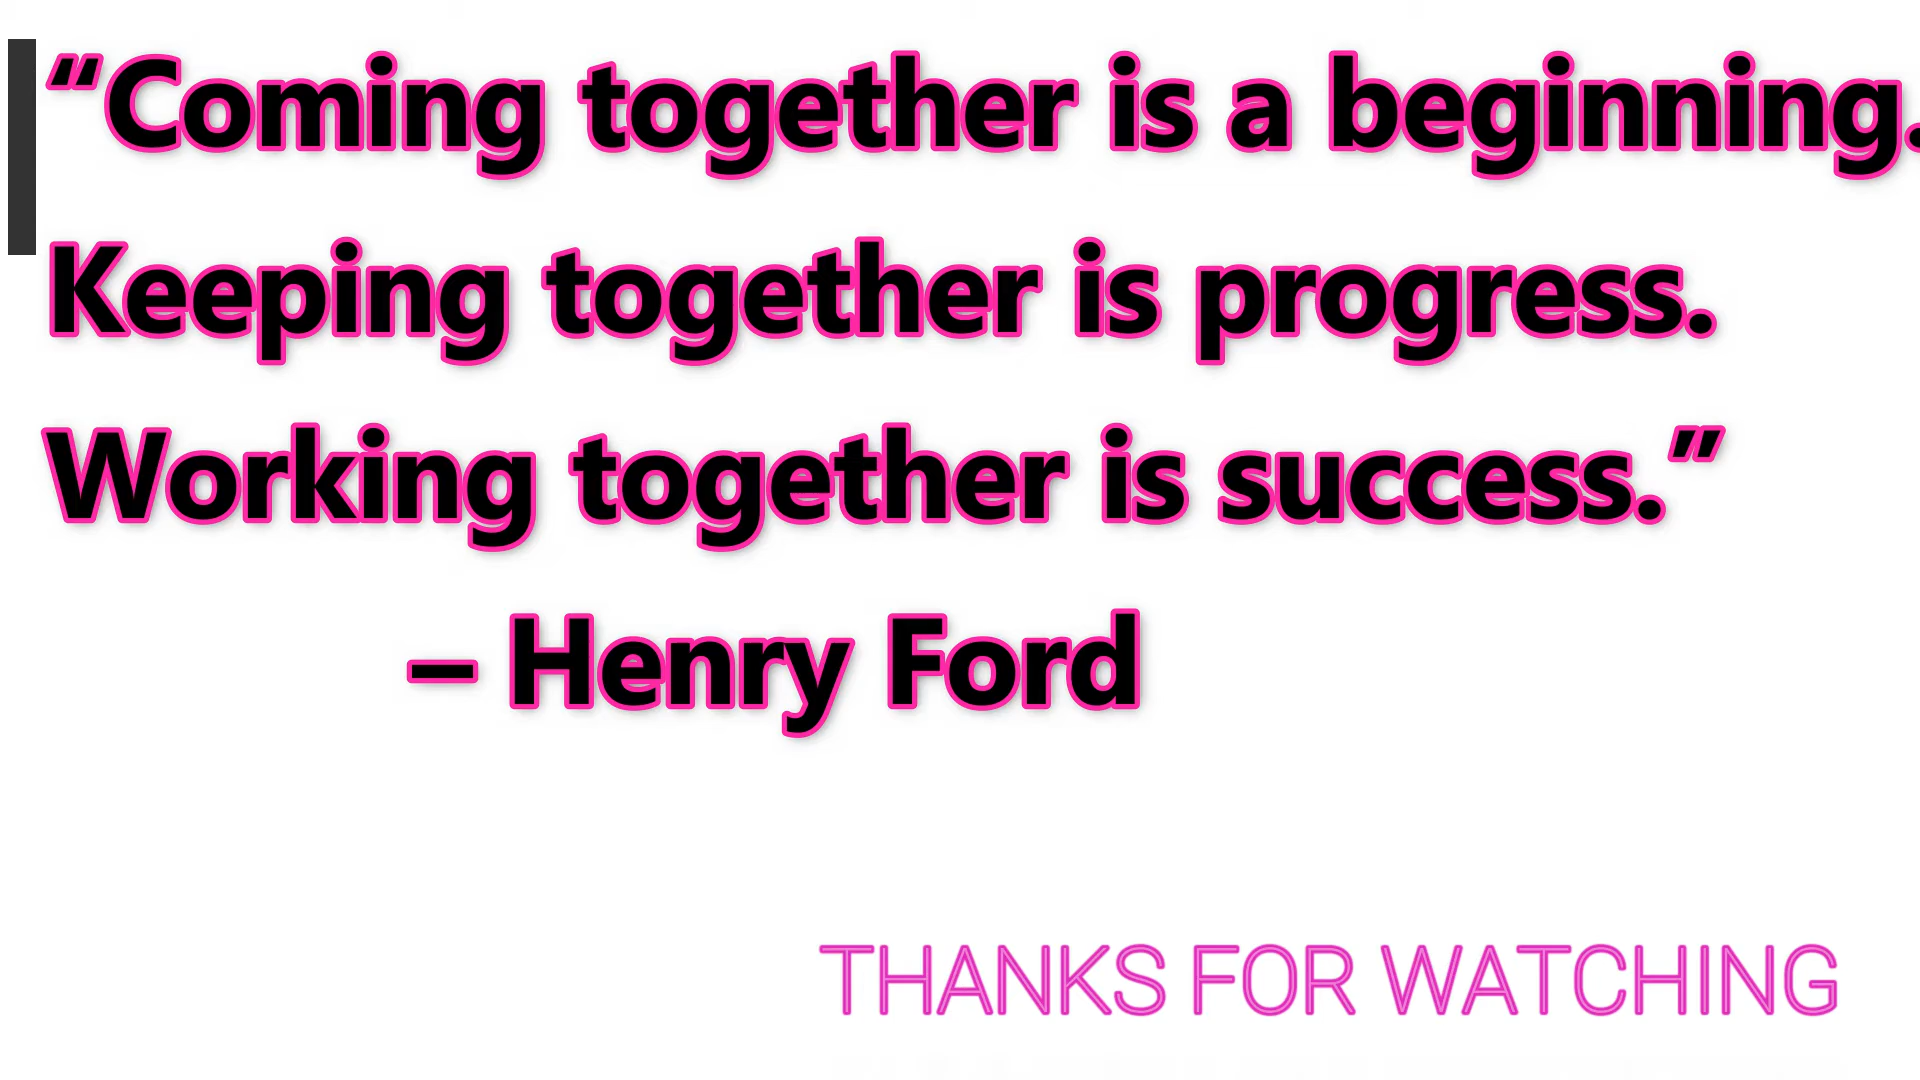 “Coming together is a beginning.
Keeping together is progress.
Working together is success.”
– Henry Ford
THANKS FOR WATCHING